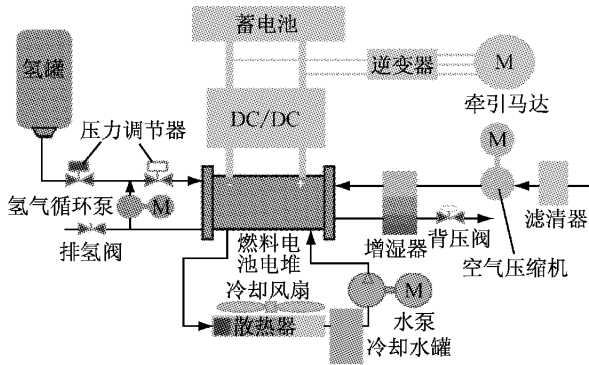 蓄电池
氢罐
逆变器
M
牵引马达
DC/DC
压力调节器
M
氢气循环泵
M
滤清器
排氢阀
燃料电
池电堆
增湿器
背压阀
空气压缩机
冷却风扇
散热器
M
水泵
冷却水罐